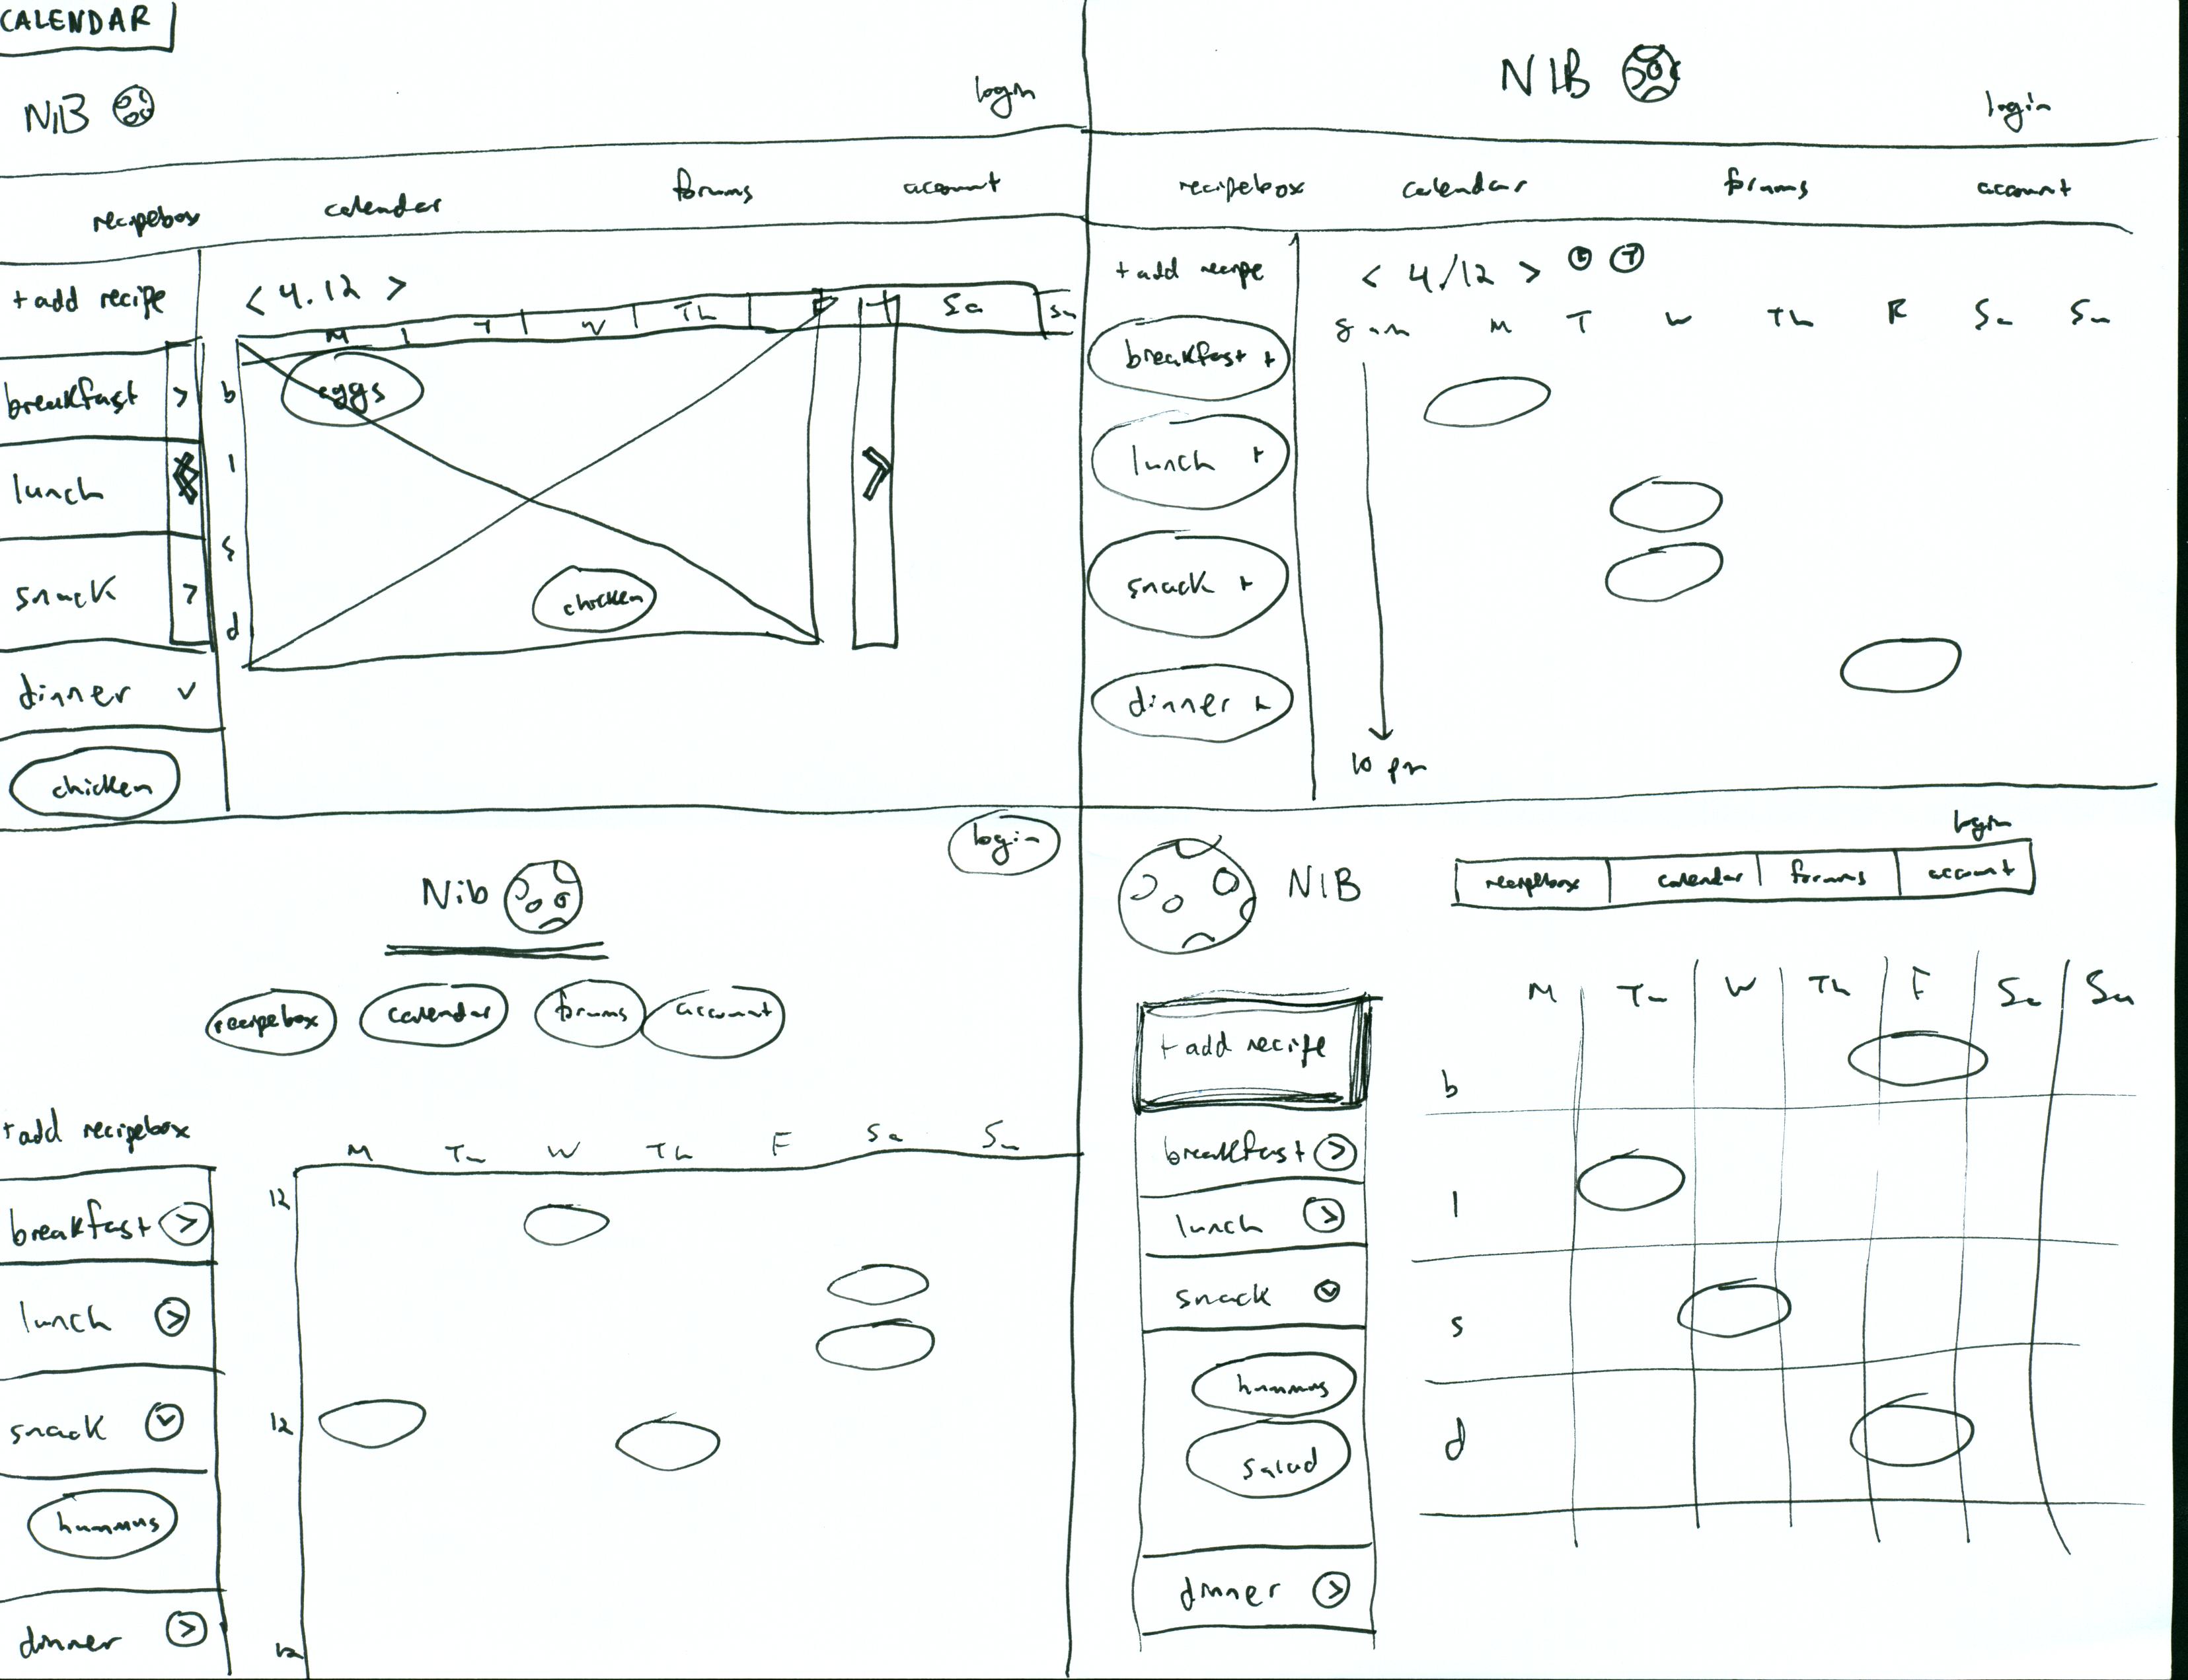 CALENDAR
NIB
login
recipebox calendar forums account
+ add recipe
< 4.12 >
M T W Th F Sa Su
breakfast >
b
eggs
lunch
l
s
snack >
chicken
d
dinner v
chicken
NIB
login
recipebox calendar forums account
+ add recipe
< 4/12 >
8 am M T W Th F Sa Su
breakfast +
lunch +
snack +
dinner +
10 pm
login
Nib
recipebox calendar forums account
+ add recipebox
M Tu W Th F Sa Su
12
breakfast >
lunch >
snack v
12
hummus
dinner >
12
login
NIB
recipebox calendar forums account
M Tu W Th F Sa Su
+ add recipe
b
breakfast >
lunch >
l
snack v
s
hummus
salad
d
dinner >